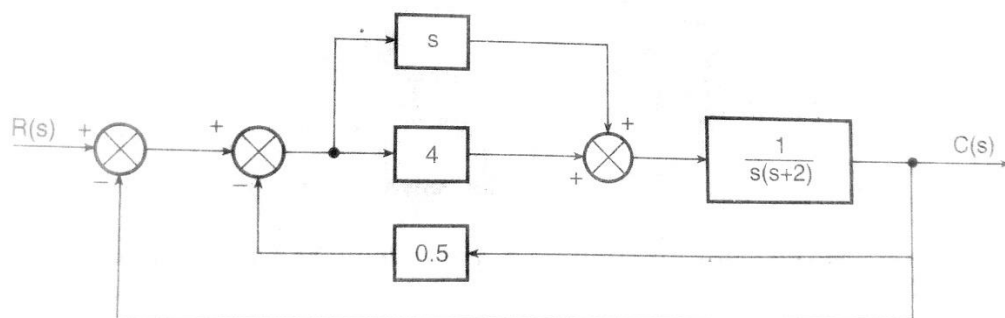 s
R(s) + + + C(s)
4 1
s(s+2)
− − +
0.5